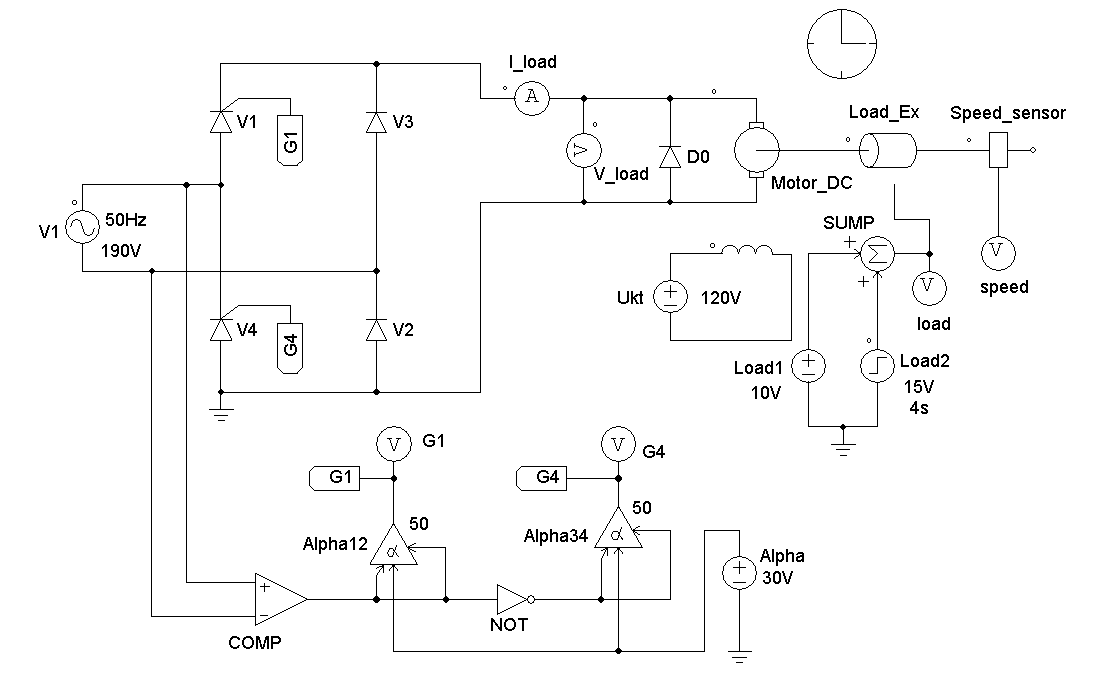 I_load
A
Load_Ex
Speed_sensor
V1
G1
V3
V
V_load
D0
Motor_DC
V1
50Hz
190V
SUMP
+
Σ
+
V
speed
V
load
Ukt
120V
V4
G4
V2
Load1
10V
Load2
15V
4s
V
G1
V
G4
G1
G4
50
50
Alpha12
α
Alpha34
α
Alpha
30V
+
−
COMP
NOT